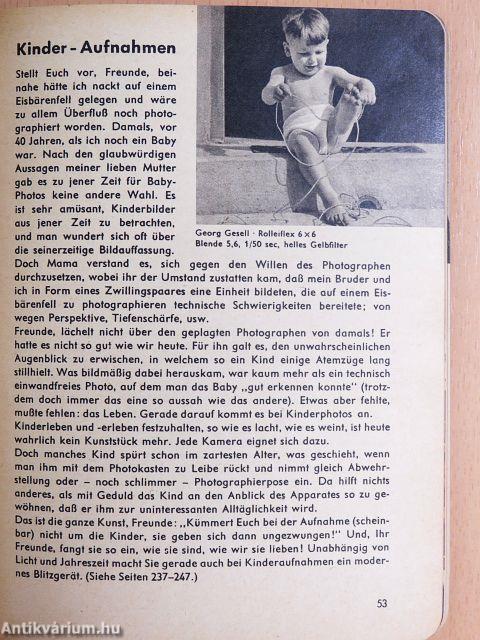 Kinder-Aufnahmen
Stellt Euch vor, Freunde, bei-
nahe hätte ich nackt auf einem
Eisbärenfell gelegen und wäre
zu allem Überfluß noch photo-
graphiert worden. Damals, vor
40 Jahren, als ich noch ein Baby
war. Nach den glaubwürdigen
Aussagen meiner lieben Mutter
gab es zu jener Zeit für Baby-
Photos keine andere Wahl. Es
ist sehr amüsant, Kinderbilder
aus jener Zeit zu betrachten,
und man wundert sich oft über
die seinerzeitige Bildauffassung.
Georg Gesell · Rolleiflex 6×6
Blende 5,6, 1/50 sec, helles Gelbfilter
Doch Mama verstand es, sich gegen den Willen des Photographen
durchzusetzen, wobei ihr der Umstand zustatten kam, daß mein Bruder und
ich in Form eines Zwillingspaares eine Einheit bildeten, die auf einem Eis-
bärenfell zu photographieren technische Schwierigkeiten bereitete; von
wegen Perspektive, Tiefenschärfe, usw.
Freunde, lächelt nicht über den geplagten Photographen von damals! Er
hatte es nicht so gut wie wir heute. Für ihn galt es, den unwahrscheinlichen
Augenblick zu erwischen, in welchem so ein Kind einige Atemzüge lang
stillhielt. Was bildmäßig dabei herauskam, war kaum mehr als ein technisch
einwandfreies Photo, auf dem man das Baby „gut erkennen konnte" (trotz-
dem doch immer das eine so aussah wie das andere). Etwas aber fehlte,
mußte fehlen: das Leben. Gerade darauf kommt es bei Kinderphotos an.
Kinderleben und -erleben festzuhalten, so wie es lacht, wie es weint, ist heute
wahrlich kein Kunststück mehr. Jede Kamera eignet sich dazu.
Doch manches Kind spürt schon im zartesten Alter, was geschieht, wenn
man ihm mit dem Photokasten zu Leibe rückt und nimmt gleich Abwehr-
stellung oder – noch schlimmer – Photographierpose ein. Da hilft nichts
anderes, als mit Geduld das Kind an den Anblick des Apparates so zu ge-
wöhnen, daß er ihm zur uninteressanten Alltäglichkeit wird.
Das ist die ganze Kunst, Freunde: „Kümmert Euch bei der Aufnahme (schein-
bar) nicht um die Kinder, sie geben sich dann ungezwungen!" Und, Ihr
Freunde, fangt sie so ein, wie sie sind, wie wir sie lieben! Unabhängig von
Licht und Jahreszeit macht Sie gerade auch bei Kinderaufnahmen ein moder-
nes Blitzgerät. (Siehe Seiten 237–247.)
53
Antikvárium.hu